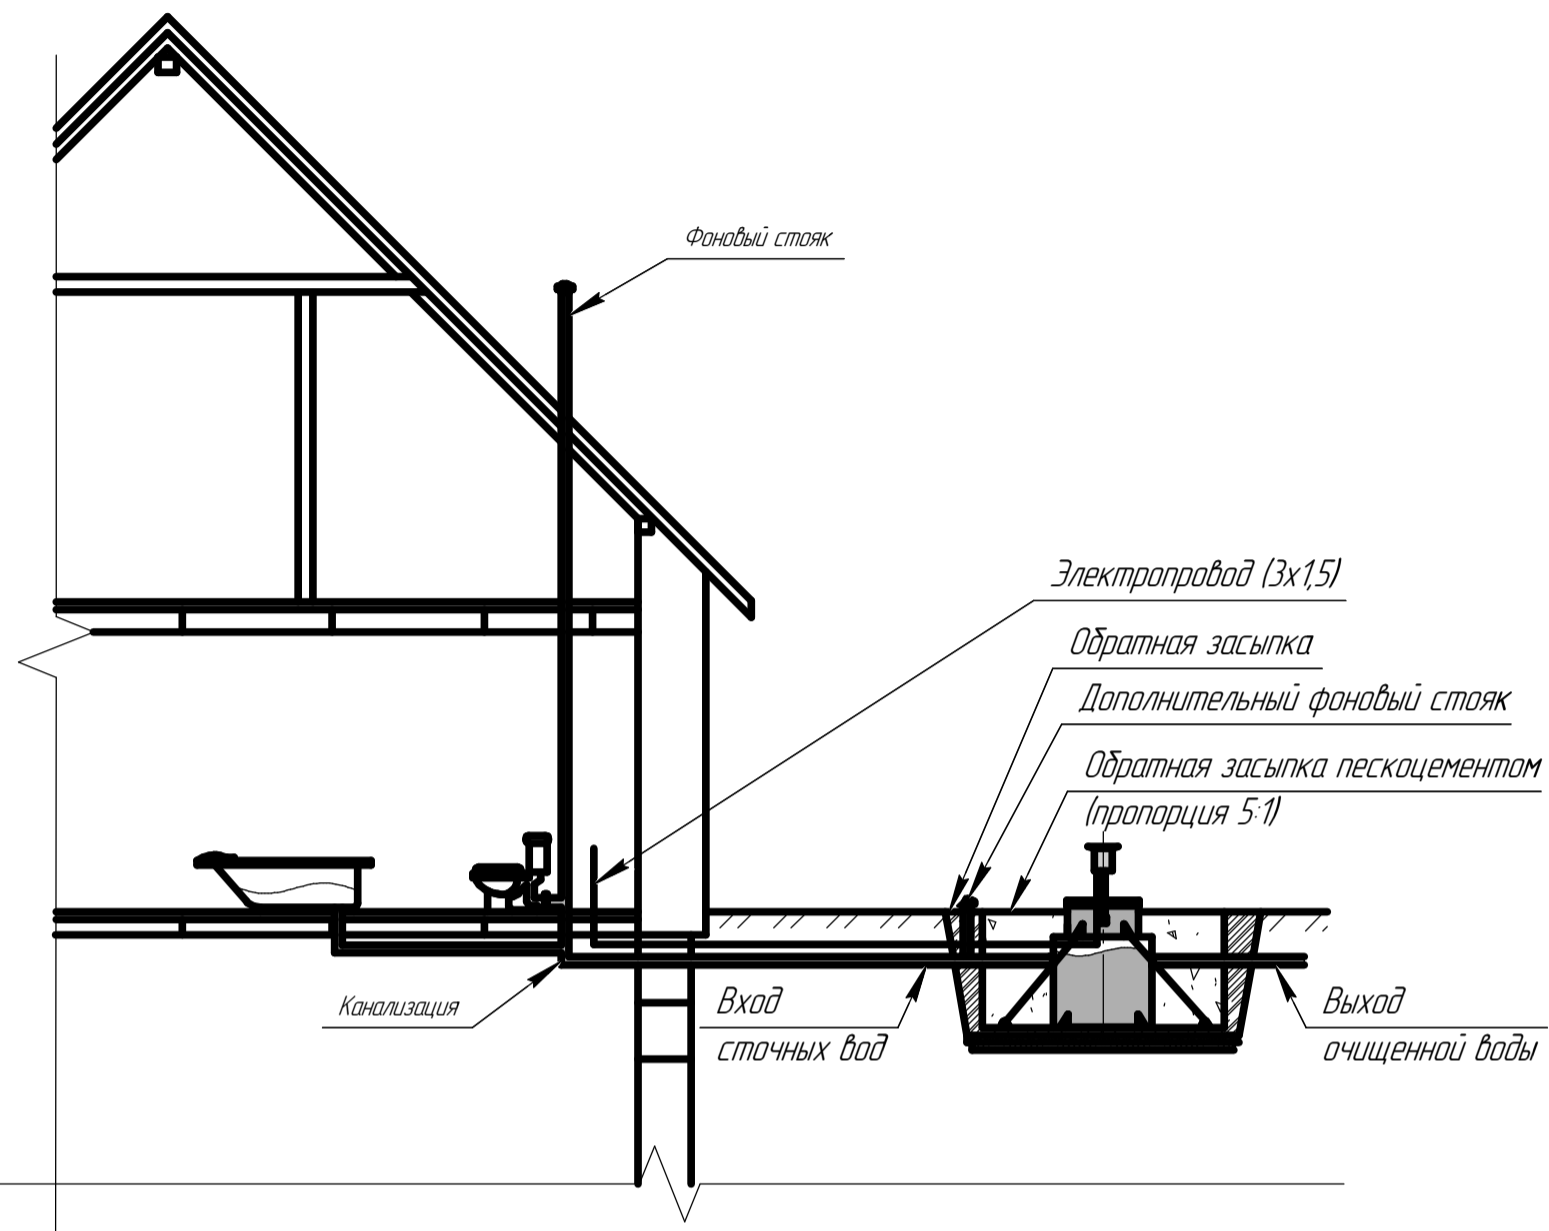 Фоновый стояк
Электропровод (3х1,5)
Обратная засыпка
Дополнительный фоновый стояк
Обратная засыпка пескоцементом
(пропорция 5:1)
Канализация
Вход
сточных вод
Выход
очищенной воды